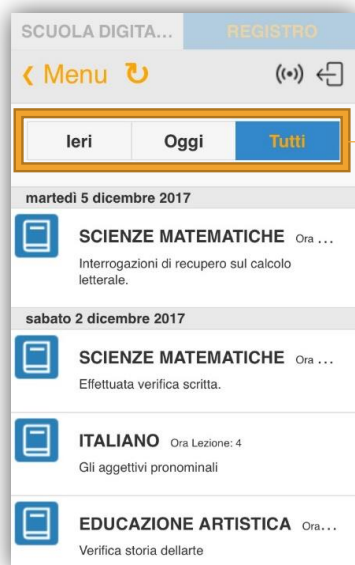 SCUOLA DIGITA... REGISTRO
Menu
Ieri Oggi Tutti
martedì 5 dicembre 2017
SCIENZE MATEMATICHE Ora ...
Interrogazioni di recupero sul calcolo
letterale.
sabato 2 dicembre 2017
SCIENZE MATEMATICHE Ora ...
Effettuata verifica scritta.
ITALIANO Ora Lezione: 4
Gli aggettivi pronominali
EDUCAZIONE ARTISTICA Ora...
Verifica storia dellarte